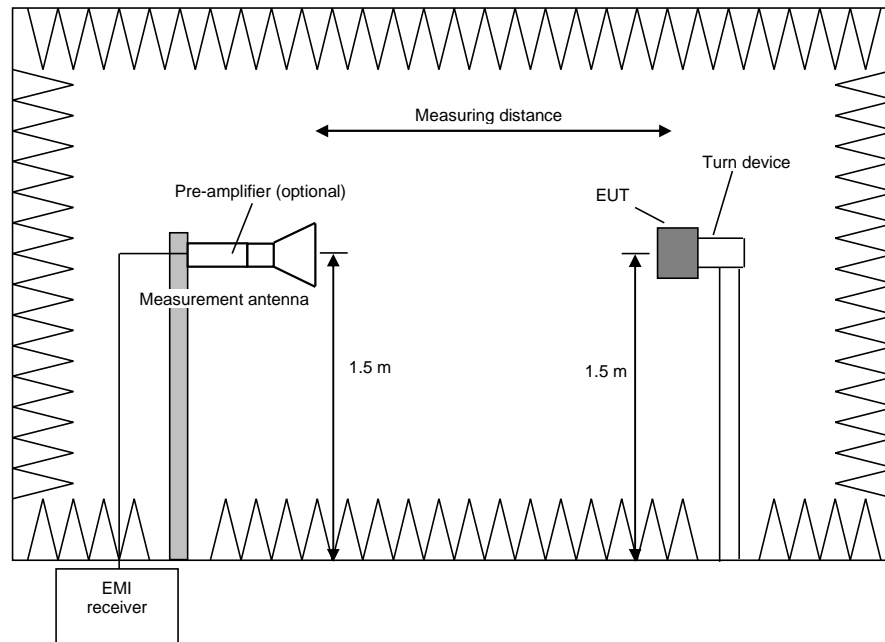 Measuring distance
Turn device
EUT
Pre-amplifier (optional)
Measurement antenna
1.5 m
1.5 m
EMI
receiver